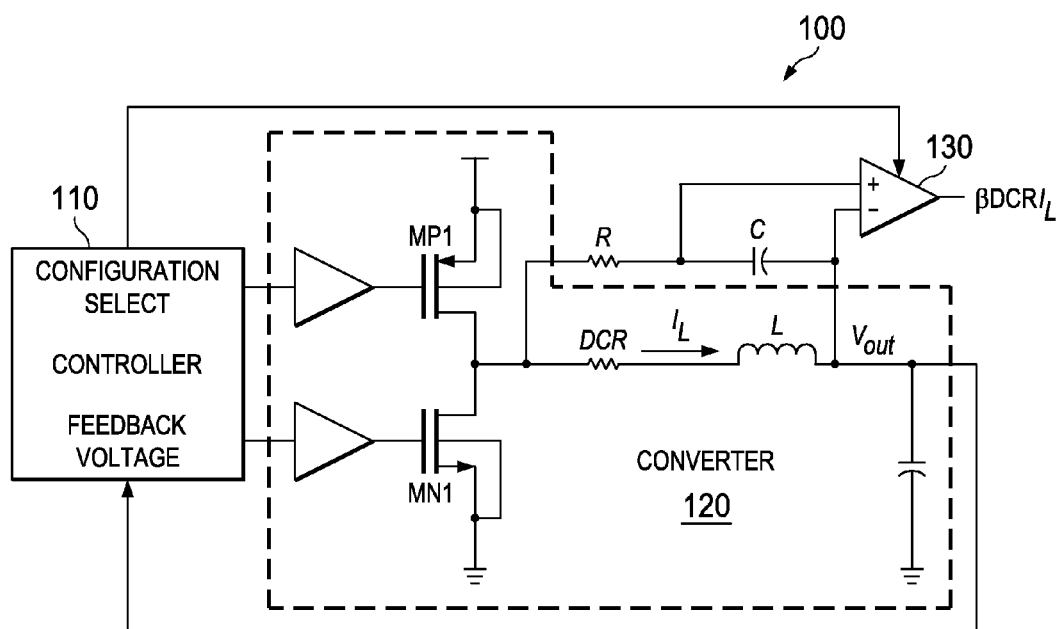 100
110
130
βDCRI_L
CONFIGURATION
SELECT
CONTROLLER
FEEDBACK
VOLTAGE
MP1
MN1
R
C
DCR
I_L
L
V_out
CONVERTER
120
+
−